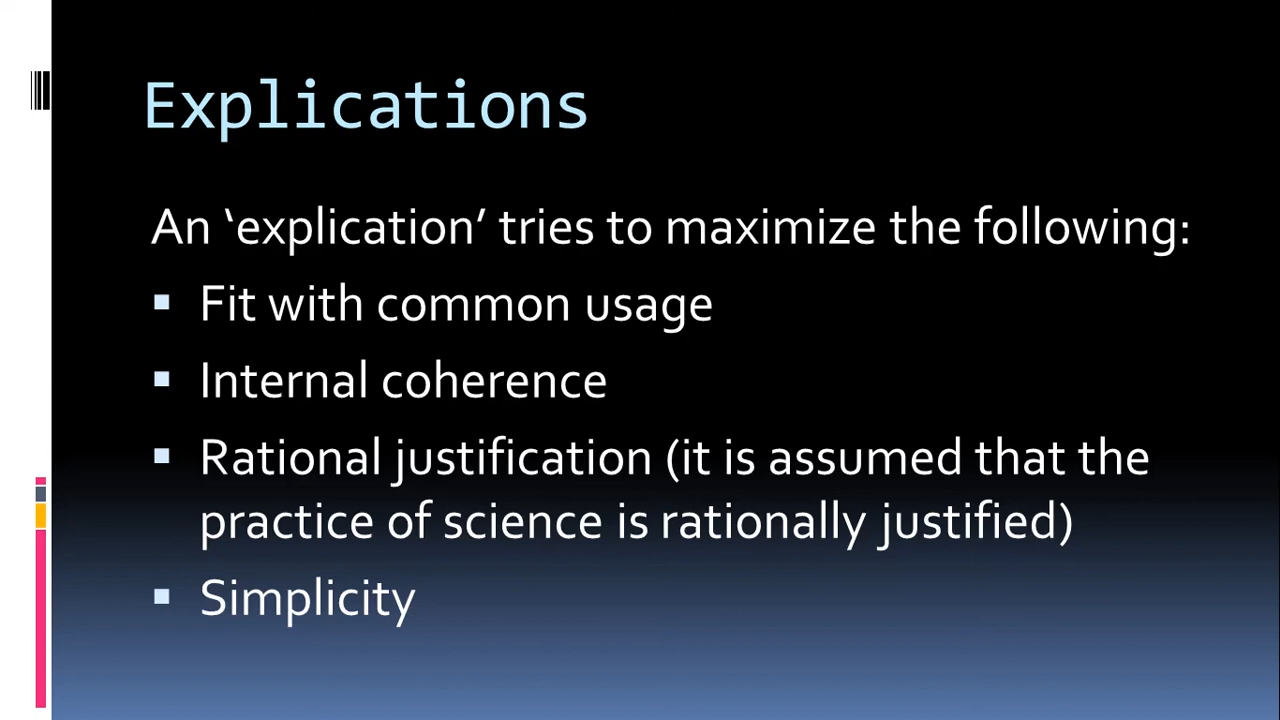 Explications
An ‘explication’ tries to maximize the following:
▪ Fit with common usage
▪ Internal coherence
▪ Rational justification (it is assumed that the
practice of science is rationally justified)
▪ Simplicity